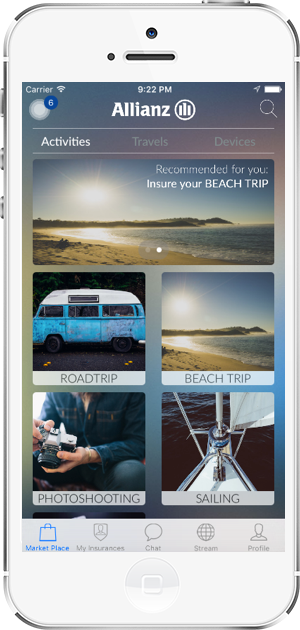 Carrier 9:22 PM
6
Allianz
Activities Travels Devices
Recommended for you:
Insure your BEACH TRIP
ROADTRIP BEACH TRIP
PHOTOSHOOTING SAILING
Market Place My Insurances Chat Stream Profile